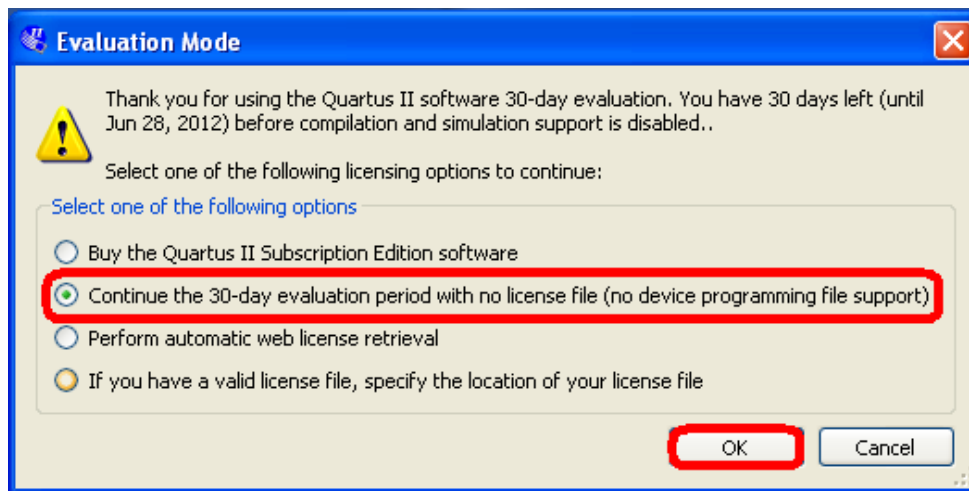 Evaluation Mode
Thank you for using the Quartus II software 30-day evaluation. You have 30 days left (until
Jun 28, 2012) before compilation and simulation support is disabled..
Select one of the following licensing options to continue:
Select one of the following options
Buy the Quartus II Subscription Edition software
Continue the 30-day evaluation period with no license file (no device programming file support)
Perform automatic web license retrieval
If you have a valid license file, specify the location of your license file
OK
Cancel